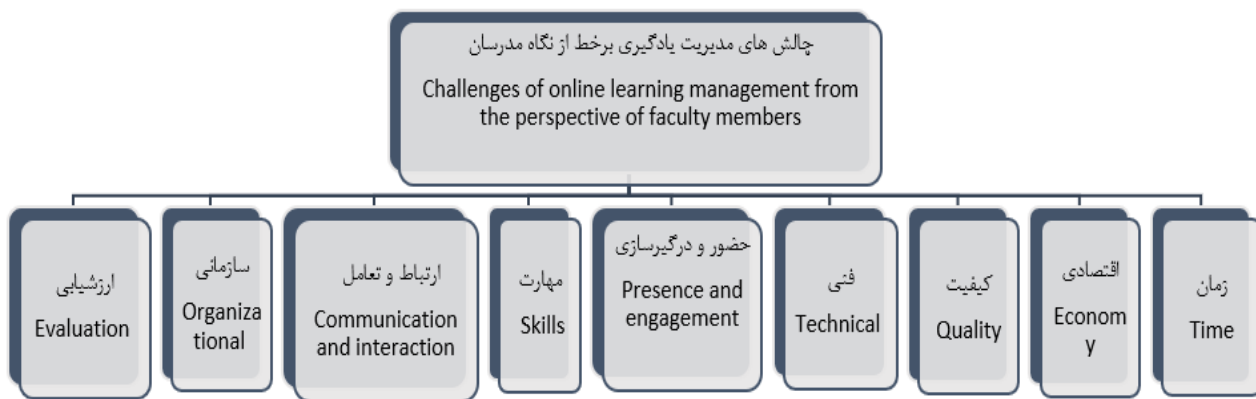 چالش های مدیریت یادگیری برخط از نگاه مدرسان
Challenges of online learning management from
the perspective of faculty members
ارزشیابی
Evaluation
سازمانی
Organiza
tional
ارتباط و تعامل
Communication
and interaction
مهارت
Skills
حضور و درگیرسازی
Presence and
engagement
فنی
Technical
کیفیت
Quality
اقتصادی
Econom
y
زمان
Time